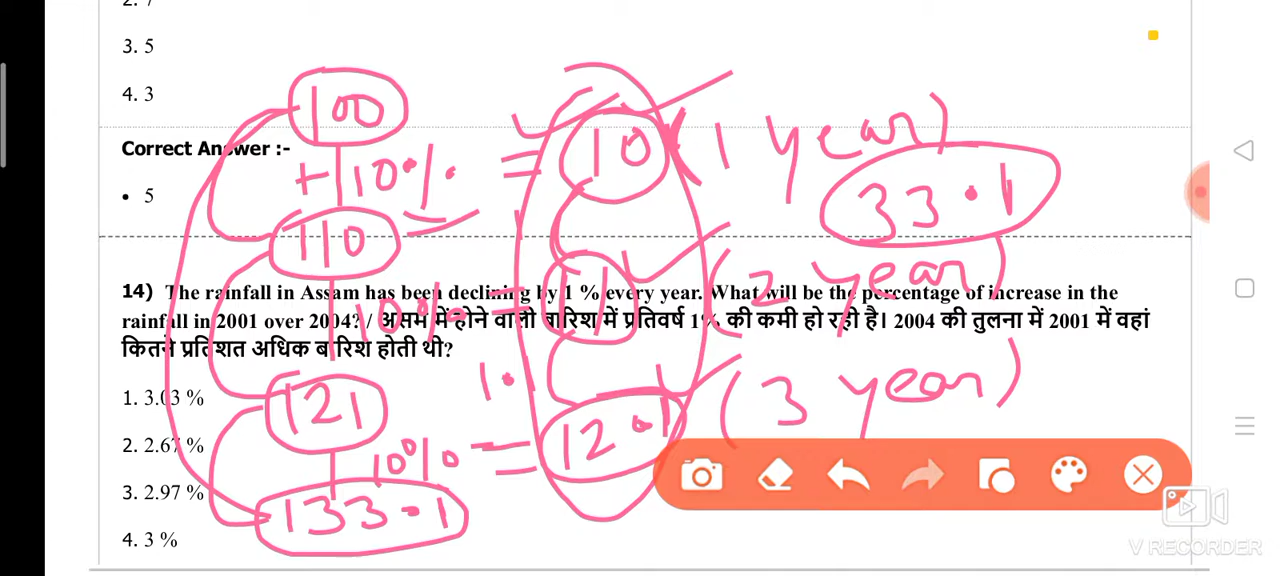 3. 5
4. 3
Correct Answer :-
• 5
100
+ 10% = 10 (1 year)
33.1
110
10% = 11 (2 year)
14) The rainfall in Assam has been declining by 1 % every year. What will be the percentage of increase in the
rainfall in 2001 over 2004? / असम में होने वाली बारिश में प्रतिवर्ष 1% की कमी हो रही है। 2004 की तुलना में 2001 में वहां
कितने प्रतिशत अधिक बारिश होती थी?
1. 3.03 %
121
1.1
2. 2.67 %
10% = 12.1 (3 year)
3. 2.97 %
133.1
4. 3 %
V RECORDER